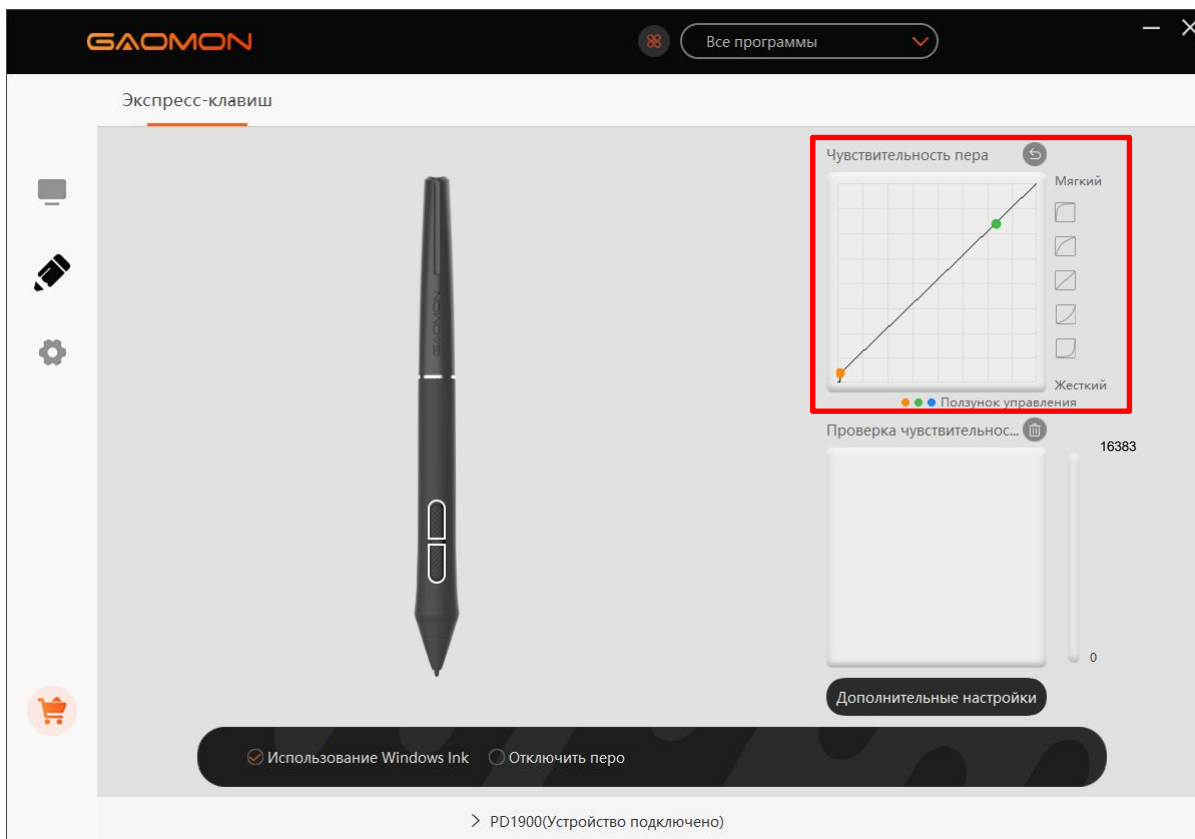 GAOMON
Все программы
Экспресс-клавиш
Чувствительность пера
Мягкий
Жесткий
Ползунок управления
Проверка чувствительнос...
16383
0
GAOMON
Дополнительные настройки
Использование Windows Ink
Отключить перо
PD1900(Устройство подключено)